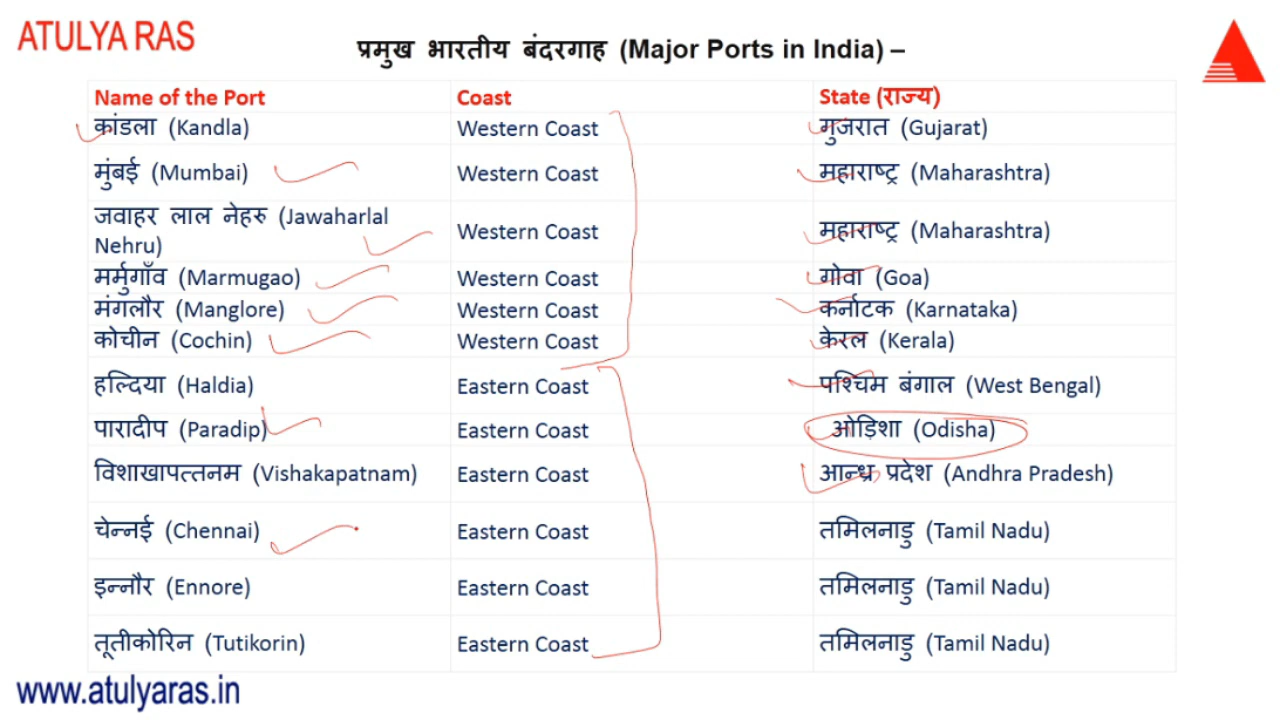 ATULYA RAS
प्रमुख भारतीय बंदरगाह (Major Ports in India) –
Name of the Port Coast State (राज्य)
कांडला (Kandla) Western Coast गुजरात (Gujarat)
मुंबई (Mumbai) Western Coast महाराष्ट्र (Maharashtra)
जवाहर लाल नेहरु (Jawaharlal
Nehru) Western Coast महाराष्ट्र (Maharashtra)
मर्मुगाँव (Marmugao) Western Coast गोवा (Goa)
मंगलौर (Manglore) Western Coast कर्नाटक (Karnataka)
कोचीन (Cochin) Western Coast केरल (Kerala)
हल्दिया (Haldia) Eastern Coast पश्चिम बंगाल (West Bengal)
पारादीप (Paradip) Eastern Coast ओड़िशा (Odisha)
विशाखापत्तनम (Vishakapatnam) Eastern Coast आन्ध्र प्रदेश (Andhra Pradesh)
चेन्नई (Chennai) Eastern Coast तमिलनाडु (Tamil Nadu)
इन्नौर (Ennore) Eastern Coast तमिलनाडु (Tamil Nadu)
तूतीकोरिन (Tutikorin) Eastern Coast तमिलनाडु (Tamil Nadu)
www.atulyaras.in